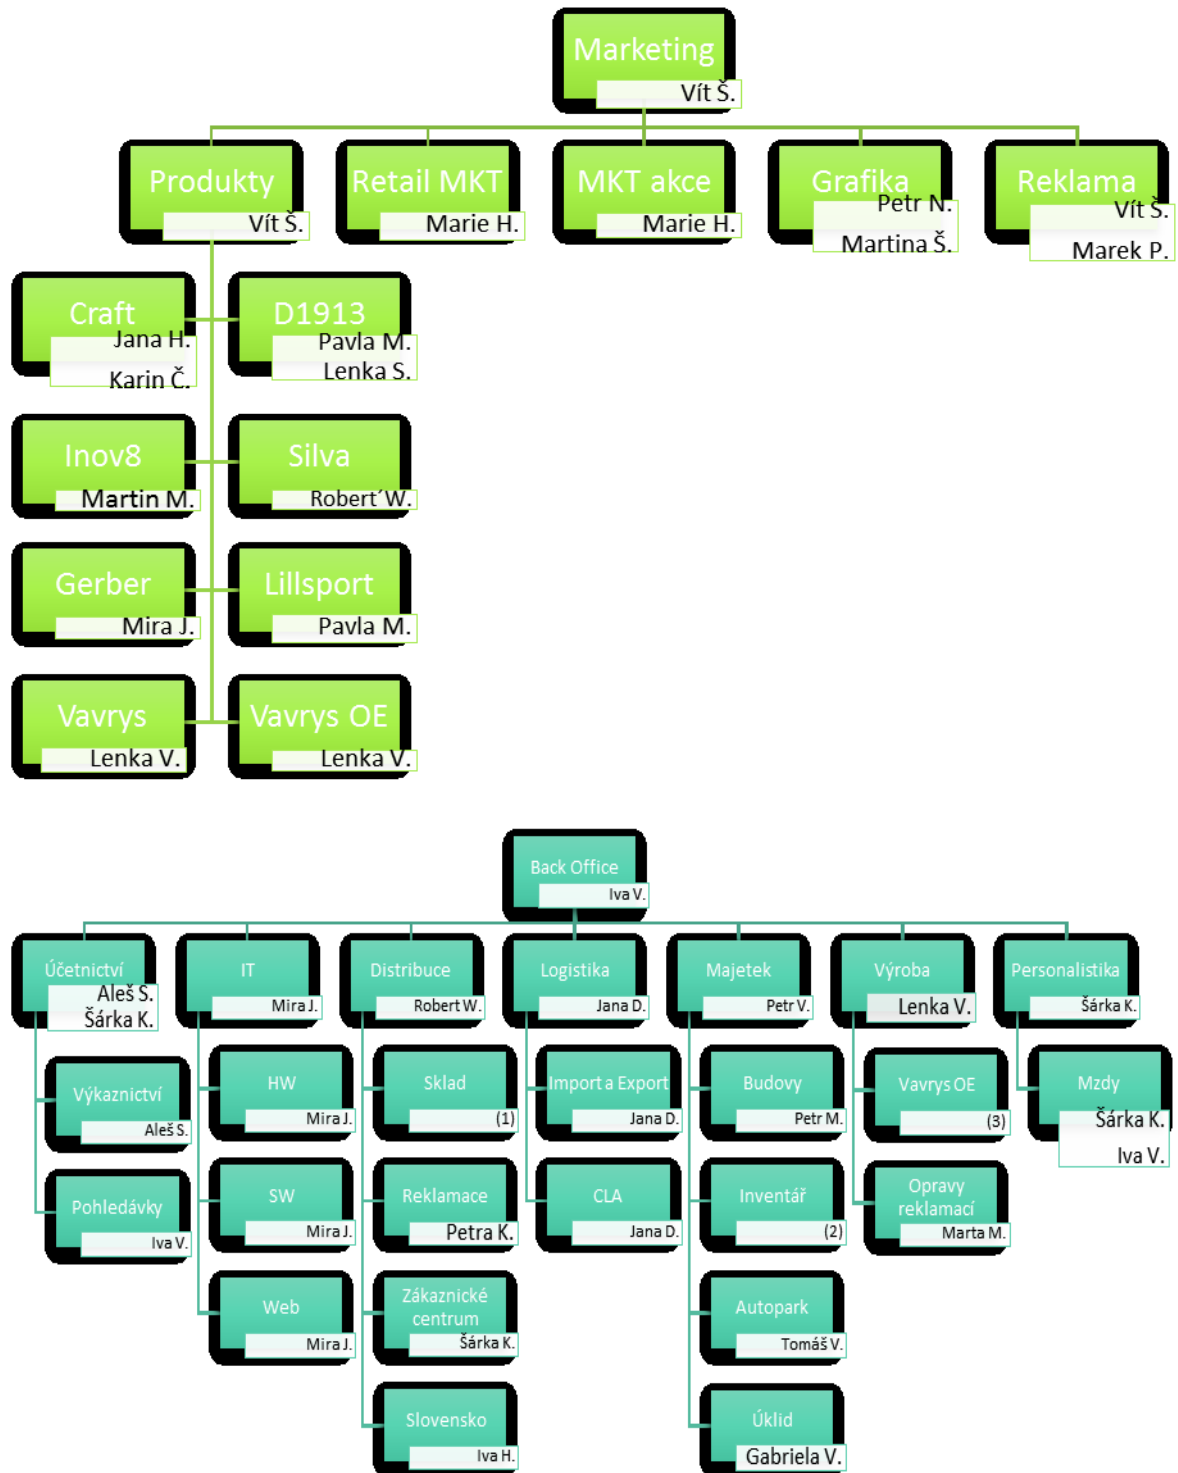 Marketing
Vít Š.
Produkty
Vít Š.
Retail MKT
Marie H.
MKT akce
Marie H.
Grafika
Petr N.
Martina Š.
Reklama
Vít Š.
Marek P.
Craft
Jana H.
Karin Č.
D1913
Pavla M.
Lenka S.
Inov8
Martin M.
Silva
Robert´W.
Gerber
Mira J.
Lillsport
Pavla M.
Vavrys
Lenka V.
Vavrys OE
Lenka V.
Back Office
Iva V.
Účetnictví
Aleš S.
Šárka K.
IT
Mira J.
Distribuce
Robert W.
Logistika
Jana D.
Majetek
Petr V.
Výroba
Lenka V.
Personalistika
Šárka K.
Výkaznictví
Aleš S.
HW
Mira J.
Sklad
(1)
Import a Export
Jana D.
Budovy
Petr M.
Vavrys OE
(3)
Mzdy
Šárka K.
Iva V.
Pohledávky
Iva V.
SW
Mira J.
Reklamace
Petra K.
CLA
Jana D.
Inventář
(2)
Opravy
reklamací
Marta M.
Web
Mira J.
Zákaznické
centrum
Šárka K.
Autopark
Tomáš V.
Slovensko
Iva H.
Úklid
Gabriela V.